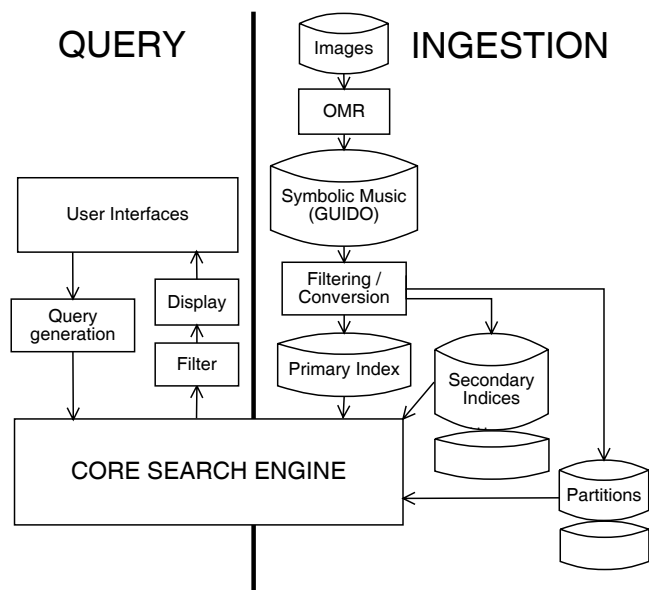 QUERY
INGESTION
Images
OMR
Symbolic Music
(GUIDO)
User Interfaces
Filtering /
Conversion
Query
generation
Display
Filter
Primary Index
Secondary
Indices
CORE SEARCH ENGINE
Partitions